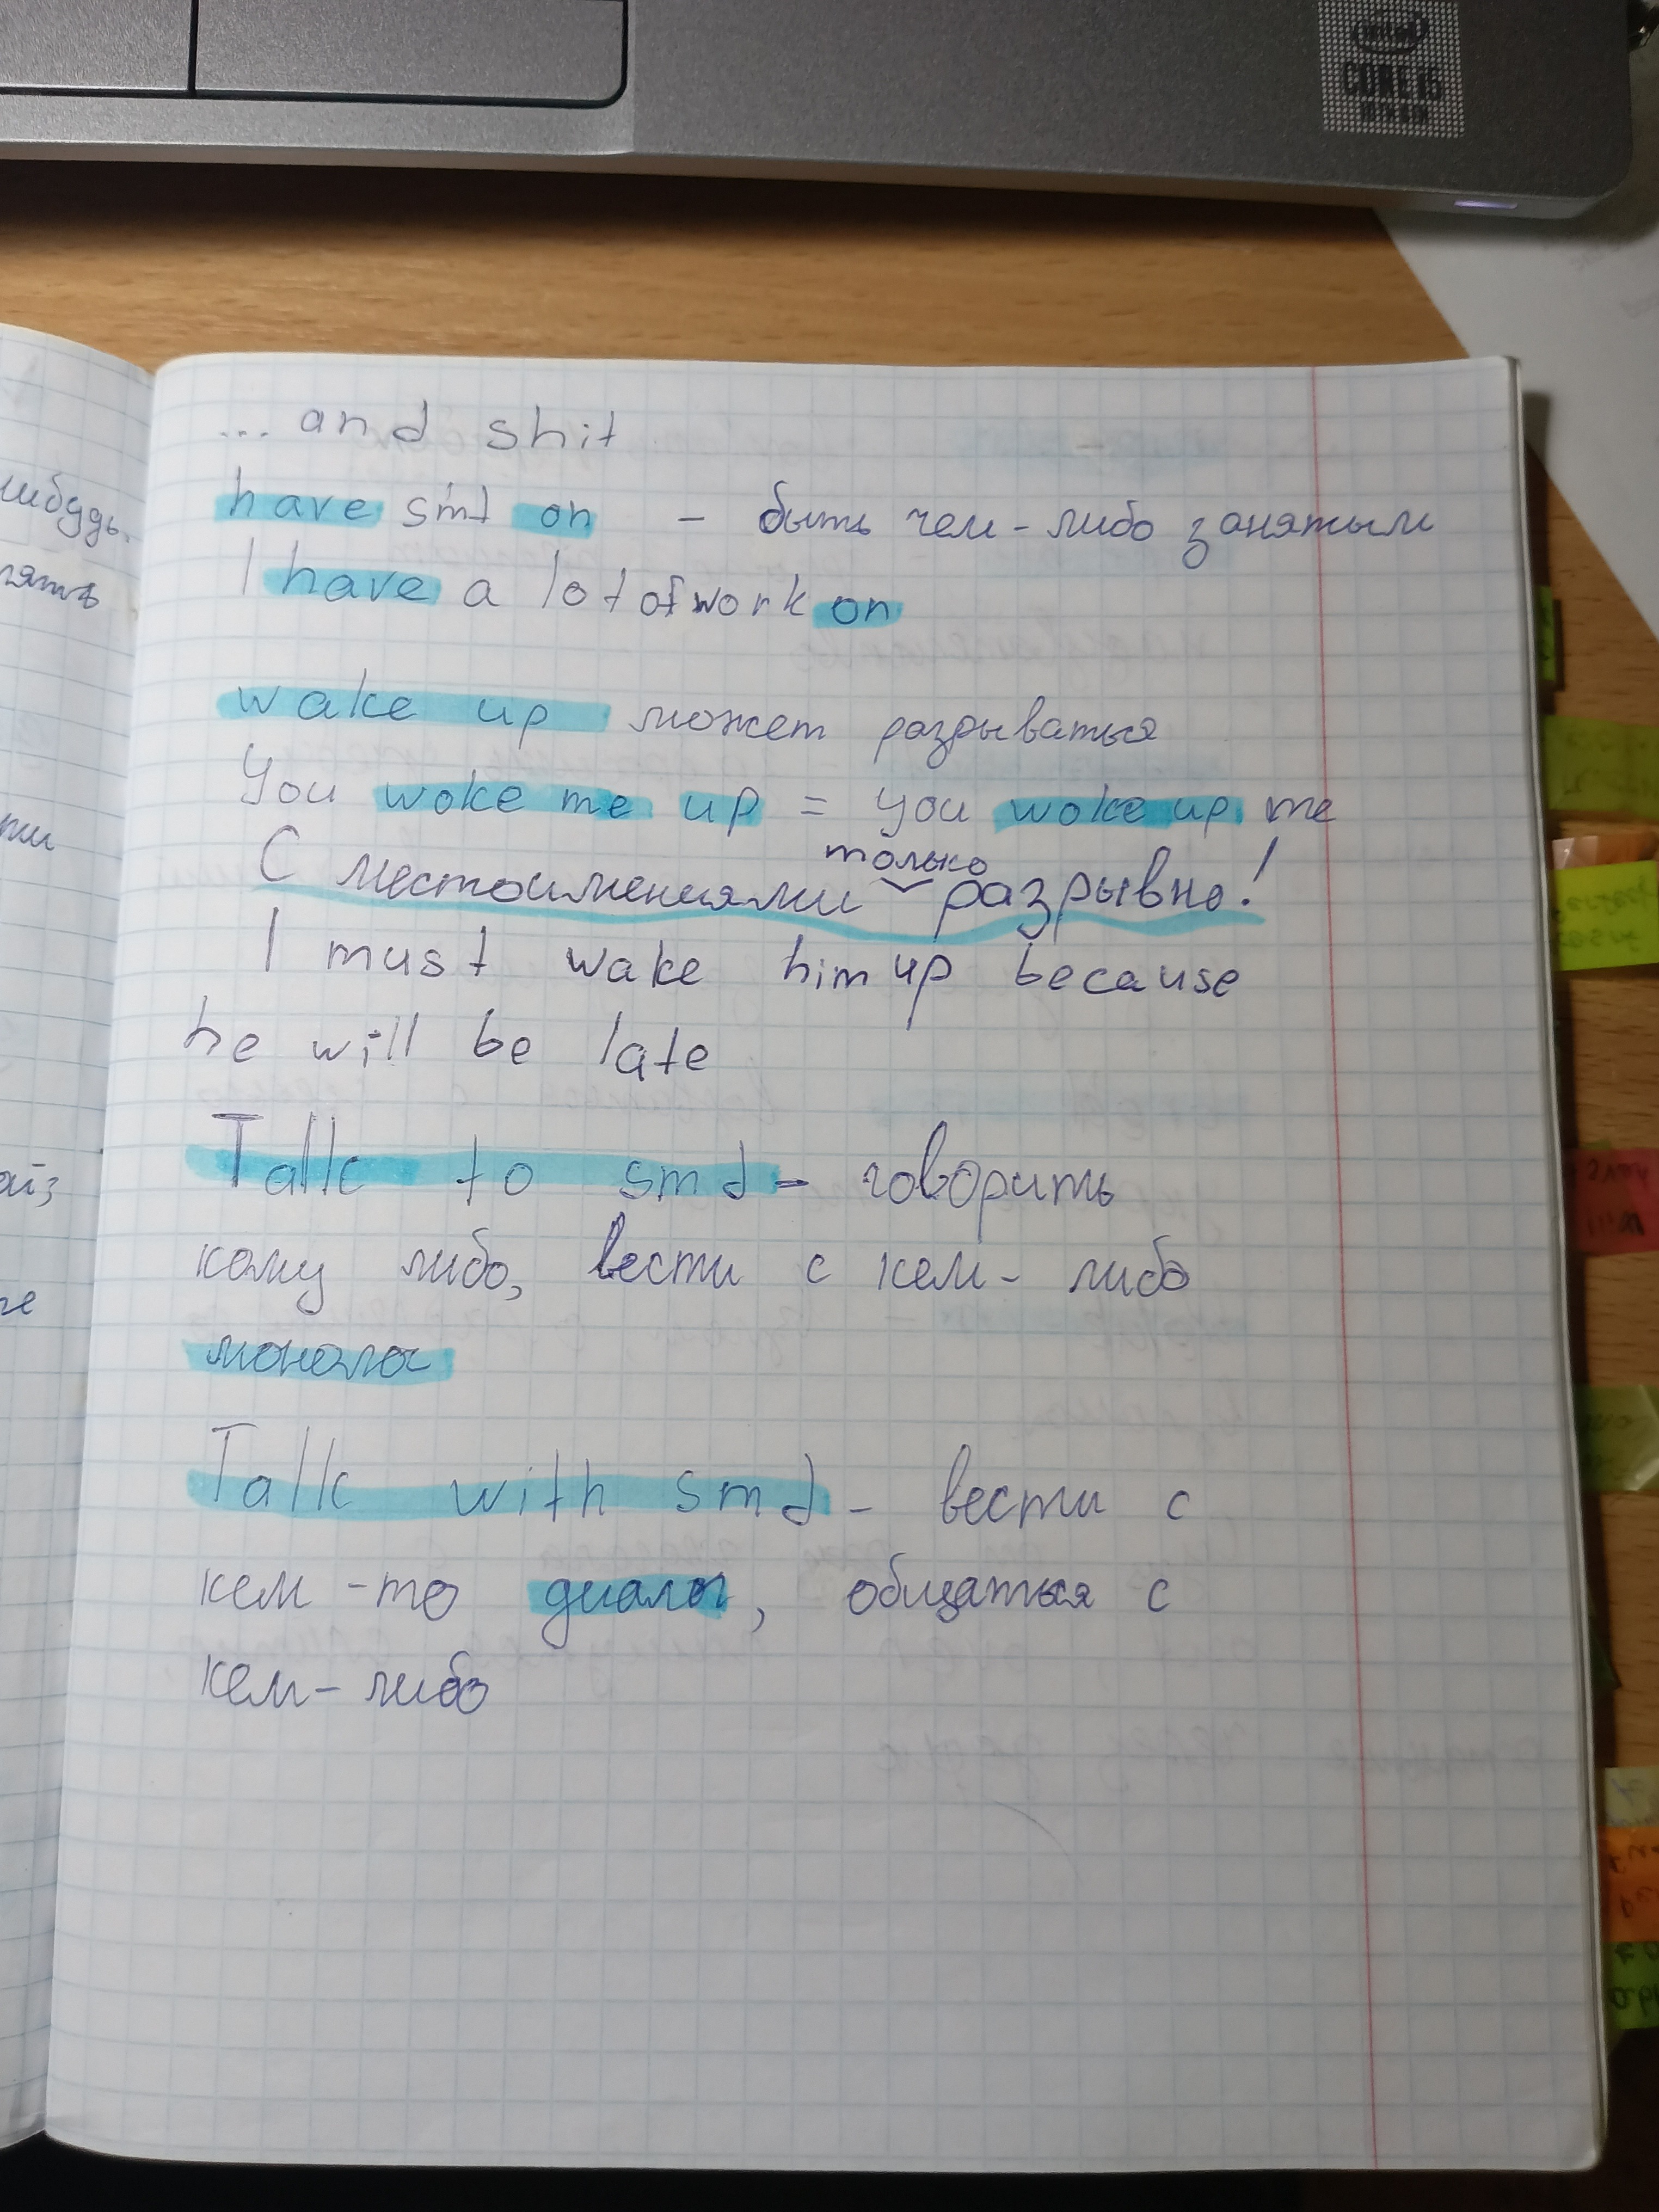 intel
CORE i5
... and shit
have smt on - быть чем-либо занятым
I have a lot of work on
wake up может разрываться
You woke me up = you woke up me
только
С местоимениями разрывно!
I must wake him up because
he will be late
Talk to smd - говорить
кому либо, вести с кем- либо
монолог
Talk with smd - вести с
кем -то диалог, общаться с
кем- либо